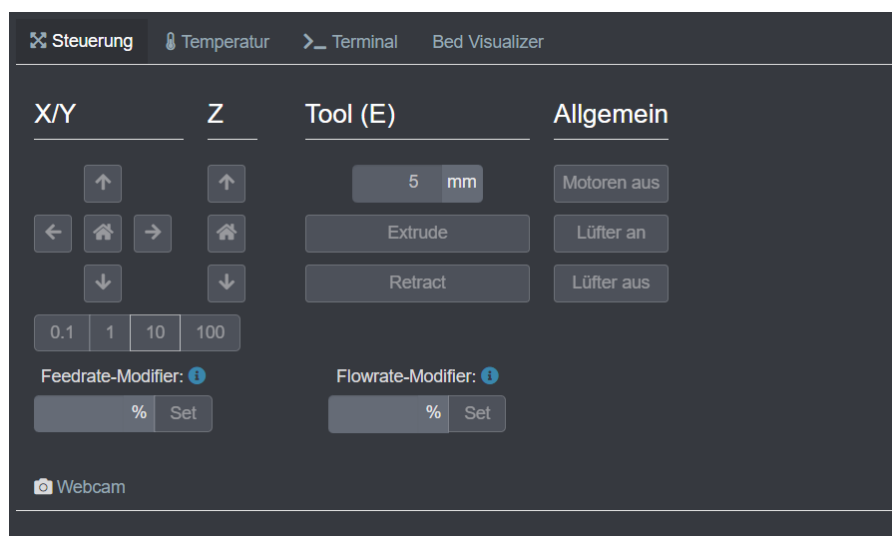 Steuerung Temperatur >_ Terminal Bed Visualizer
X/Y Z Tool (E) Allgemein
5 mm Motoren aus
Extrude Lüfter an
Retract Lüfter aus
0.1 1 10 100
Feedrate-Modifier: Flowrate-Modifier:
% Set % Set
Webcam